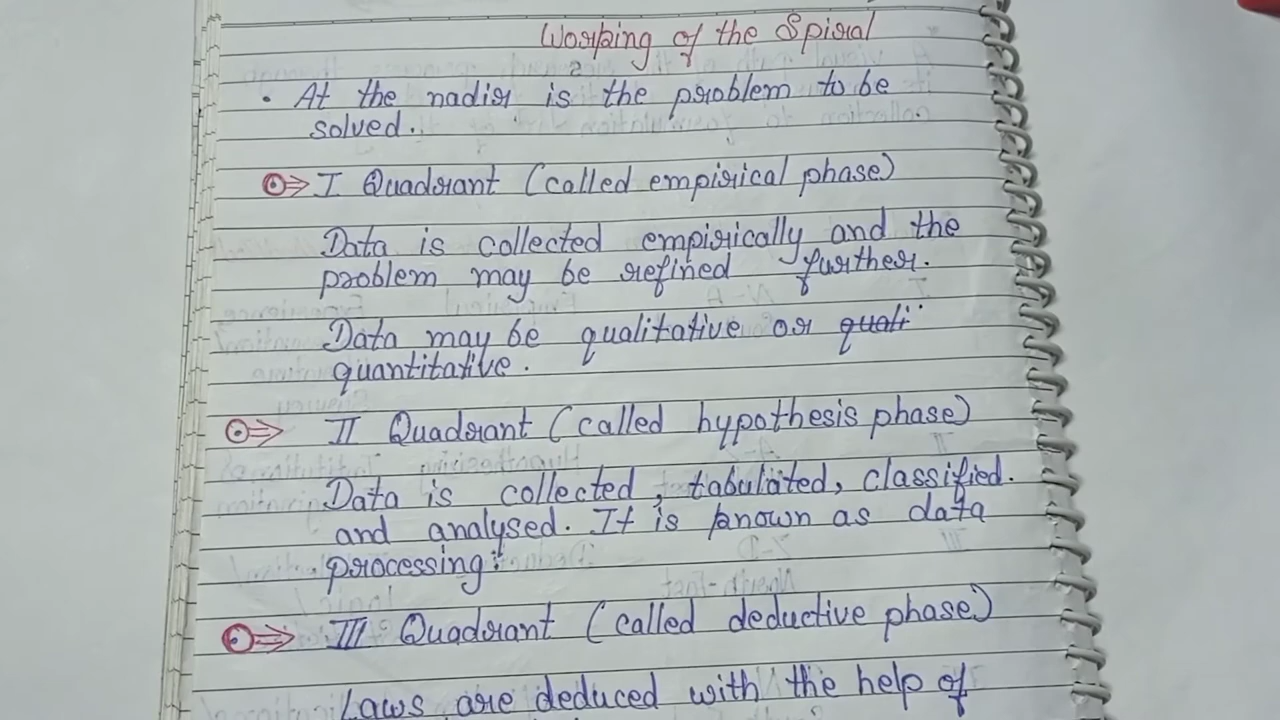 Working of the Spiral
• At the nadir is the problem to be
solved.
⊙⇒ I Quadrant (called empirical phase)
Data is collected empirically and the
problem may be refined further.
Data may be qualitative or quali
quantitative.
⊙⇒ II Quadrant (called hypothesis phase)
Data is collected, tabulated, classified.
and analysed. It is known as data
processing.
⊙⇒ III Quadrant (called deductive phase)
Laws are deduced with the help of